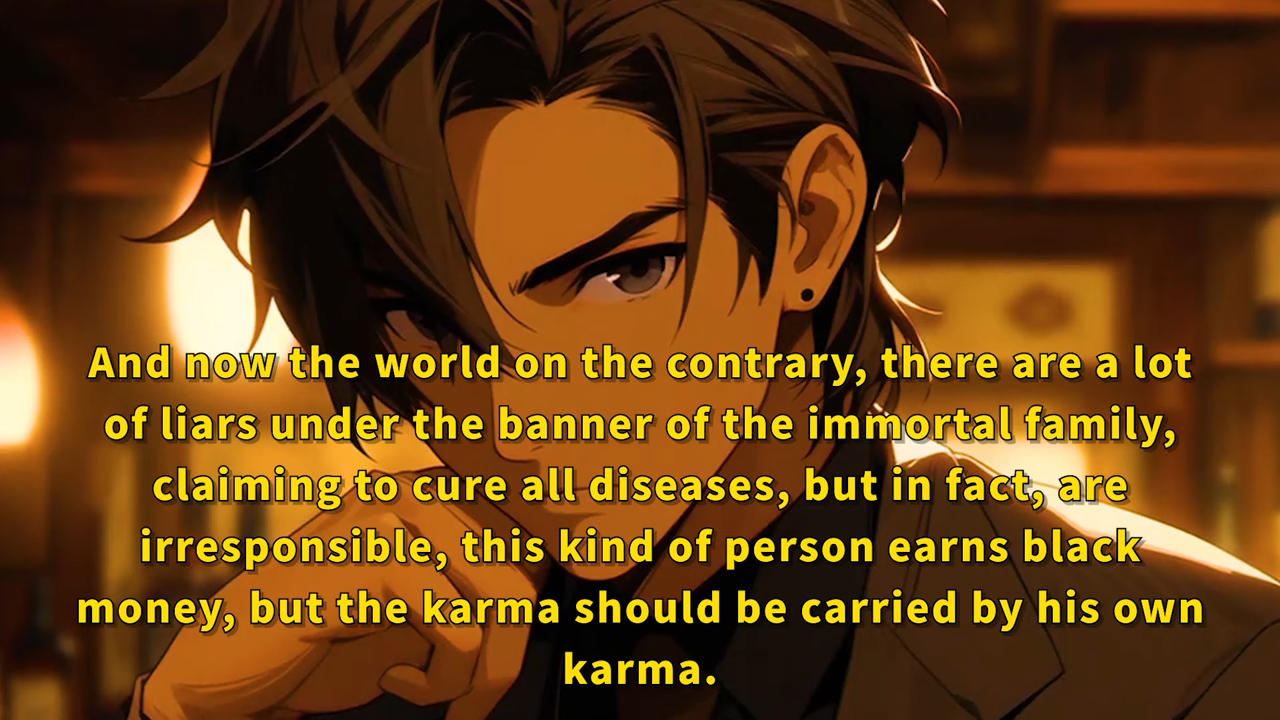 And now the world on the contrary, there are a lot
of liars under the banner of the immortal family,
claiming to cure all diseases, but in fact, are
irresponsible, this kind of person earns black
money, but the karma should be carried by his own
karma.